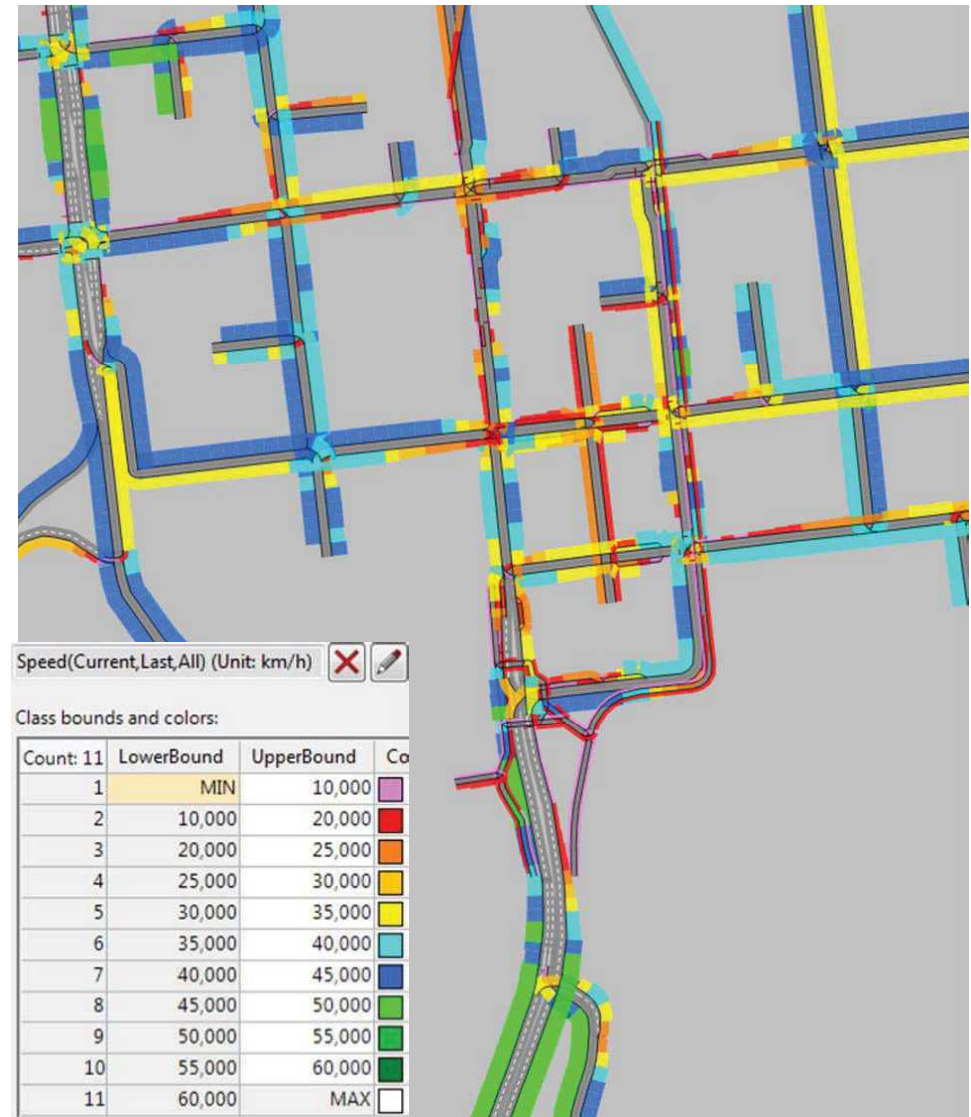 Speed(Current,Last,All) (Unit: km/h)
Class bounds and colors:
Count: 11 LowerBound UpperBound Co
1 MIN 10,000
2 10,000 20,000
3 20,000 25,000
4 25,000 30,000
5 30,000 35,000
6 35,000 40,000
7 40,000 45,000
8 45,000 50,000
9 50,000 55,000
10 55,000 60,000
11 60,000 MAX